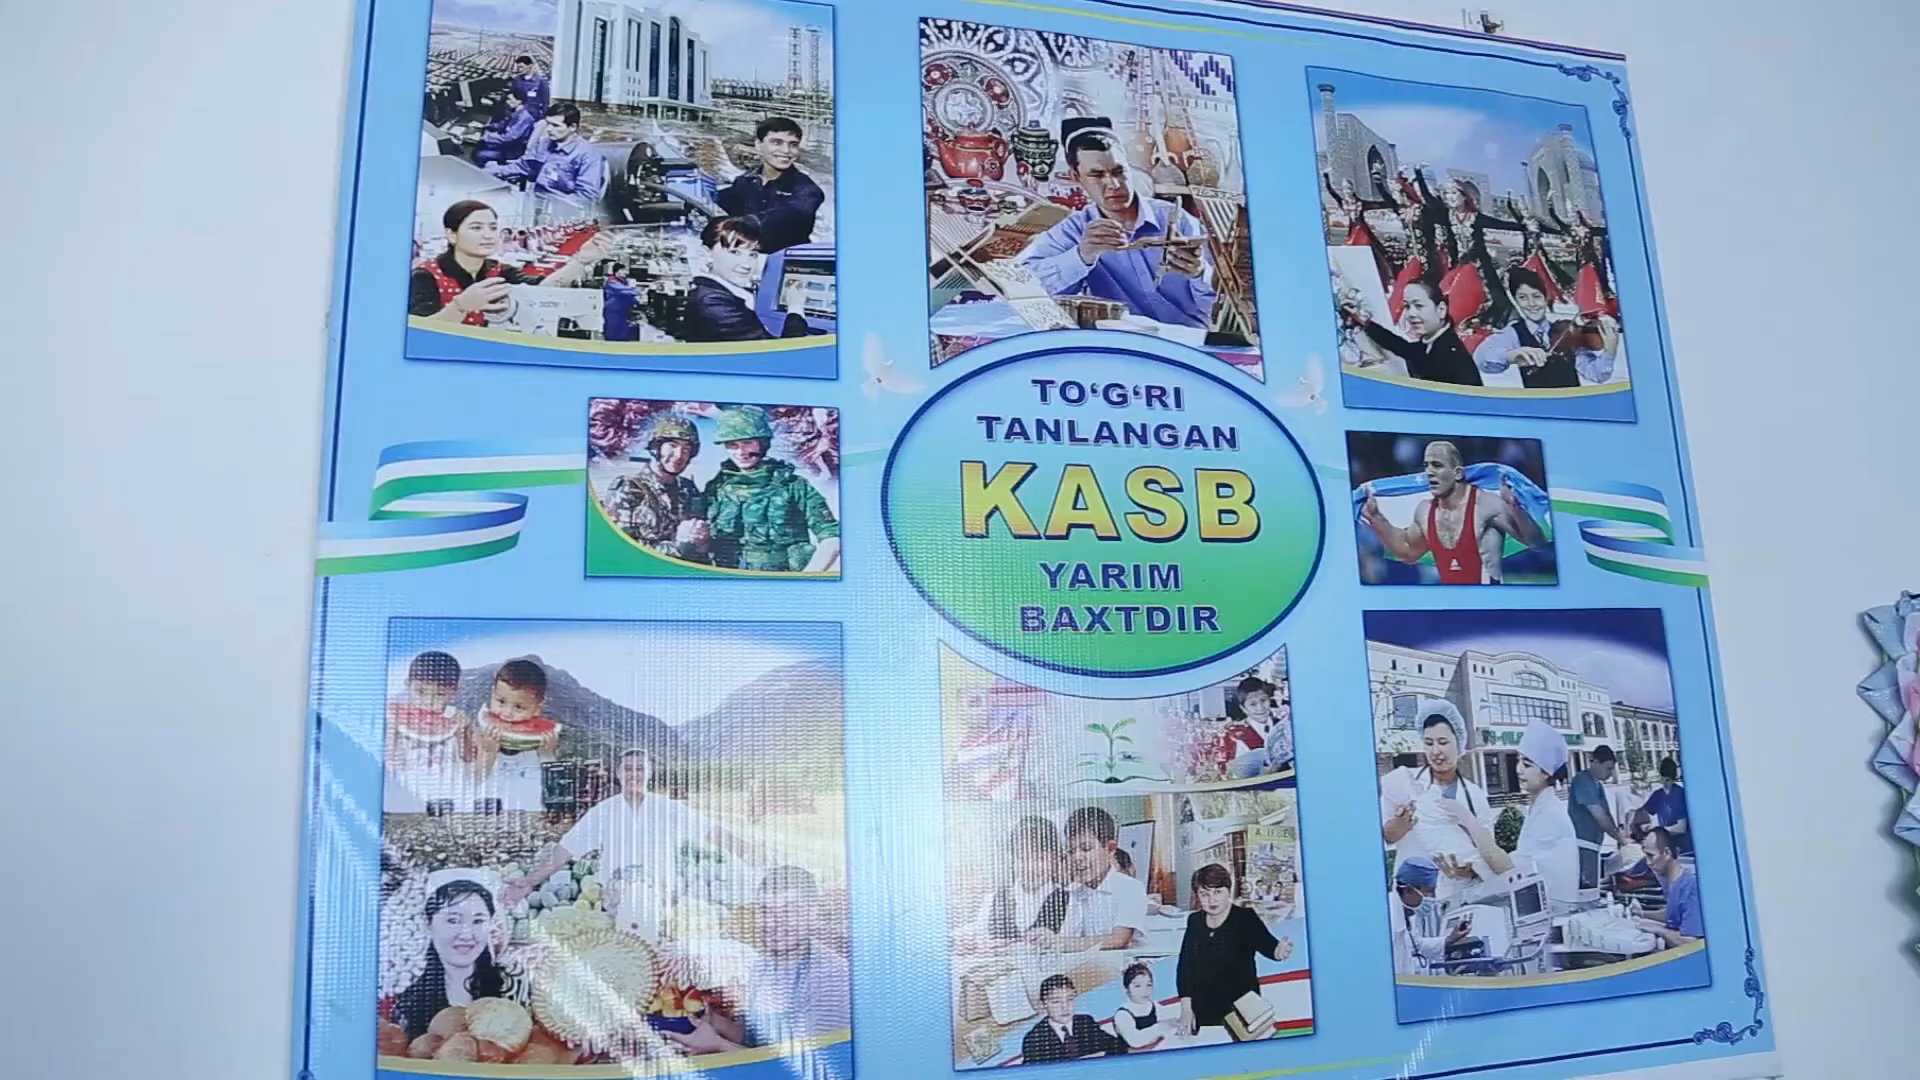 TO‘G‘RI
TANLANGAN
KASB
YARIM
BAXTDIR